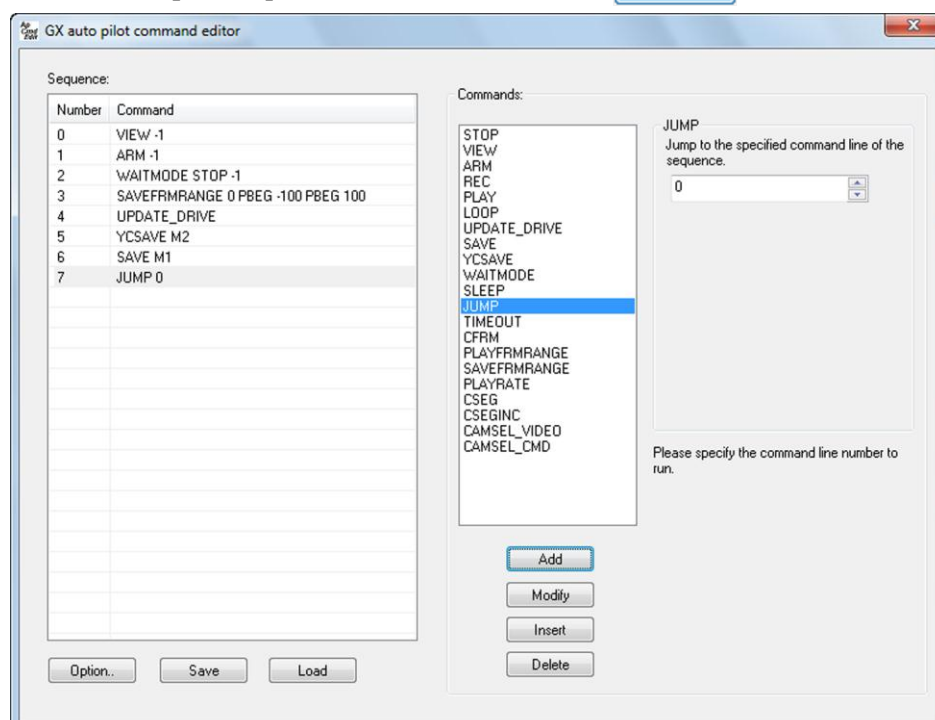 Ap
Cmd
Edit
GX auto pilot command editor
Sequence:
Number Command
0 VIEW -1
1 ARM -1
2 WAITMODE STOP -1
3 SAVEFRMRANGE 0 PBEG -100 PBEG 100
4 UPDATE_DRIVE
5 YCSAVE M2
6 SAVE M1
7 JUMP 0
Option..
Save
Load
Commands:
STOP
VIEW
ARM
REC
PLAY
LOOP
UPDATE_DRIVE
SAVE
YCSAVE
WAITMODE
SLEEP
JUMP
TIMEOUT
CFRM
PLAYFRMRANGE
SAVEFRMRANGE
PLAYRATE
CSEG
CSEGINC
CAMSEL_VIDEO
CAMSEL_CMD
Add
Modify
Insert
Delete
JUMP
Jump to the specified command line of the
sequence.
0
Please specify the command line number to
run.